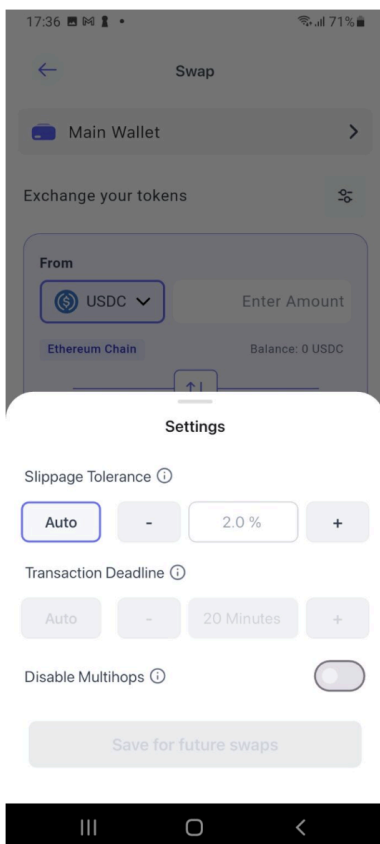 17:36 71%
Swap
Main Wallet
Exchange your tokens
From
USDC Enter Amount
Ethereum Chain Balance: 0 USDC
Settings
Slippage Tolerance
Auto - 2.0 % +
Transaction Deadline
Auto - 20 Minutes +
Disable Multihops
Save for future swaps